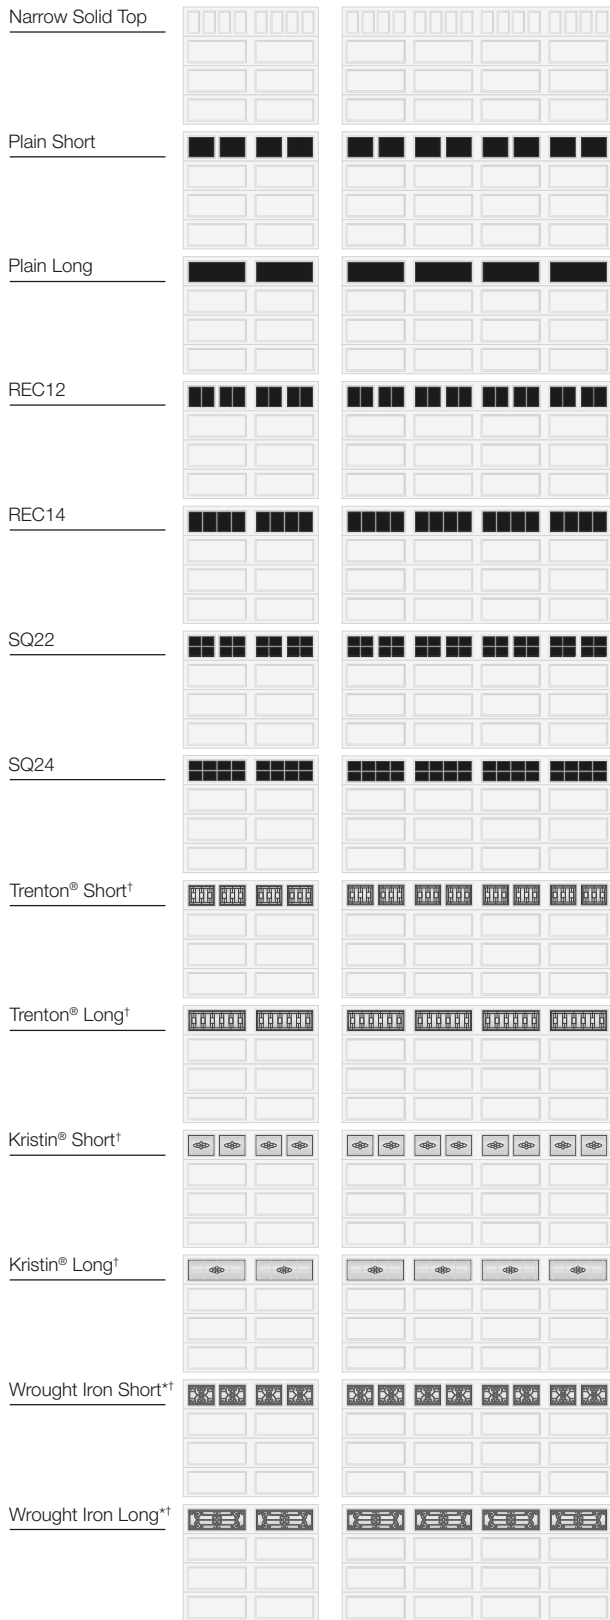 Narrow Solid Top
Plain Short
Plain Long
REC12
REC14
SQ22
SQ24
Trenton® Short†
Trenton® Long†
Kristin® Short†
Kristin® Long†
Wrought Iron Short*†
Wrought Iron Long*†